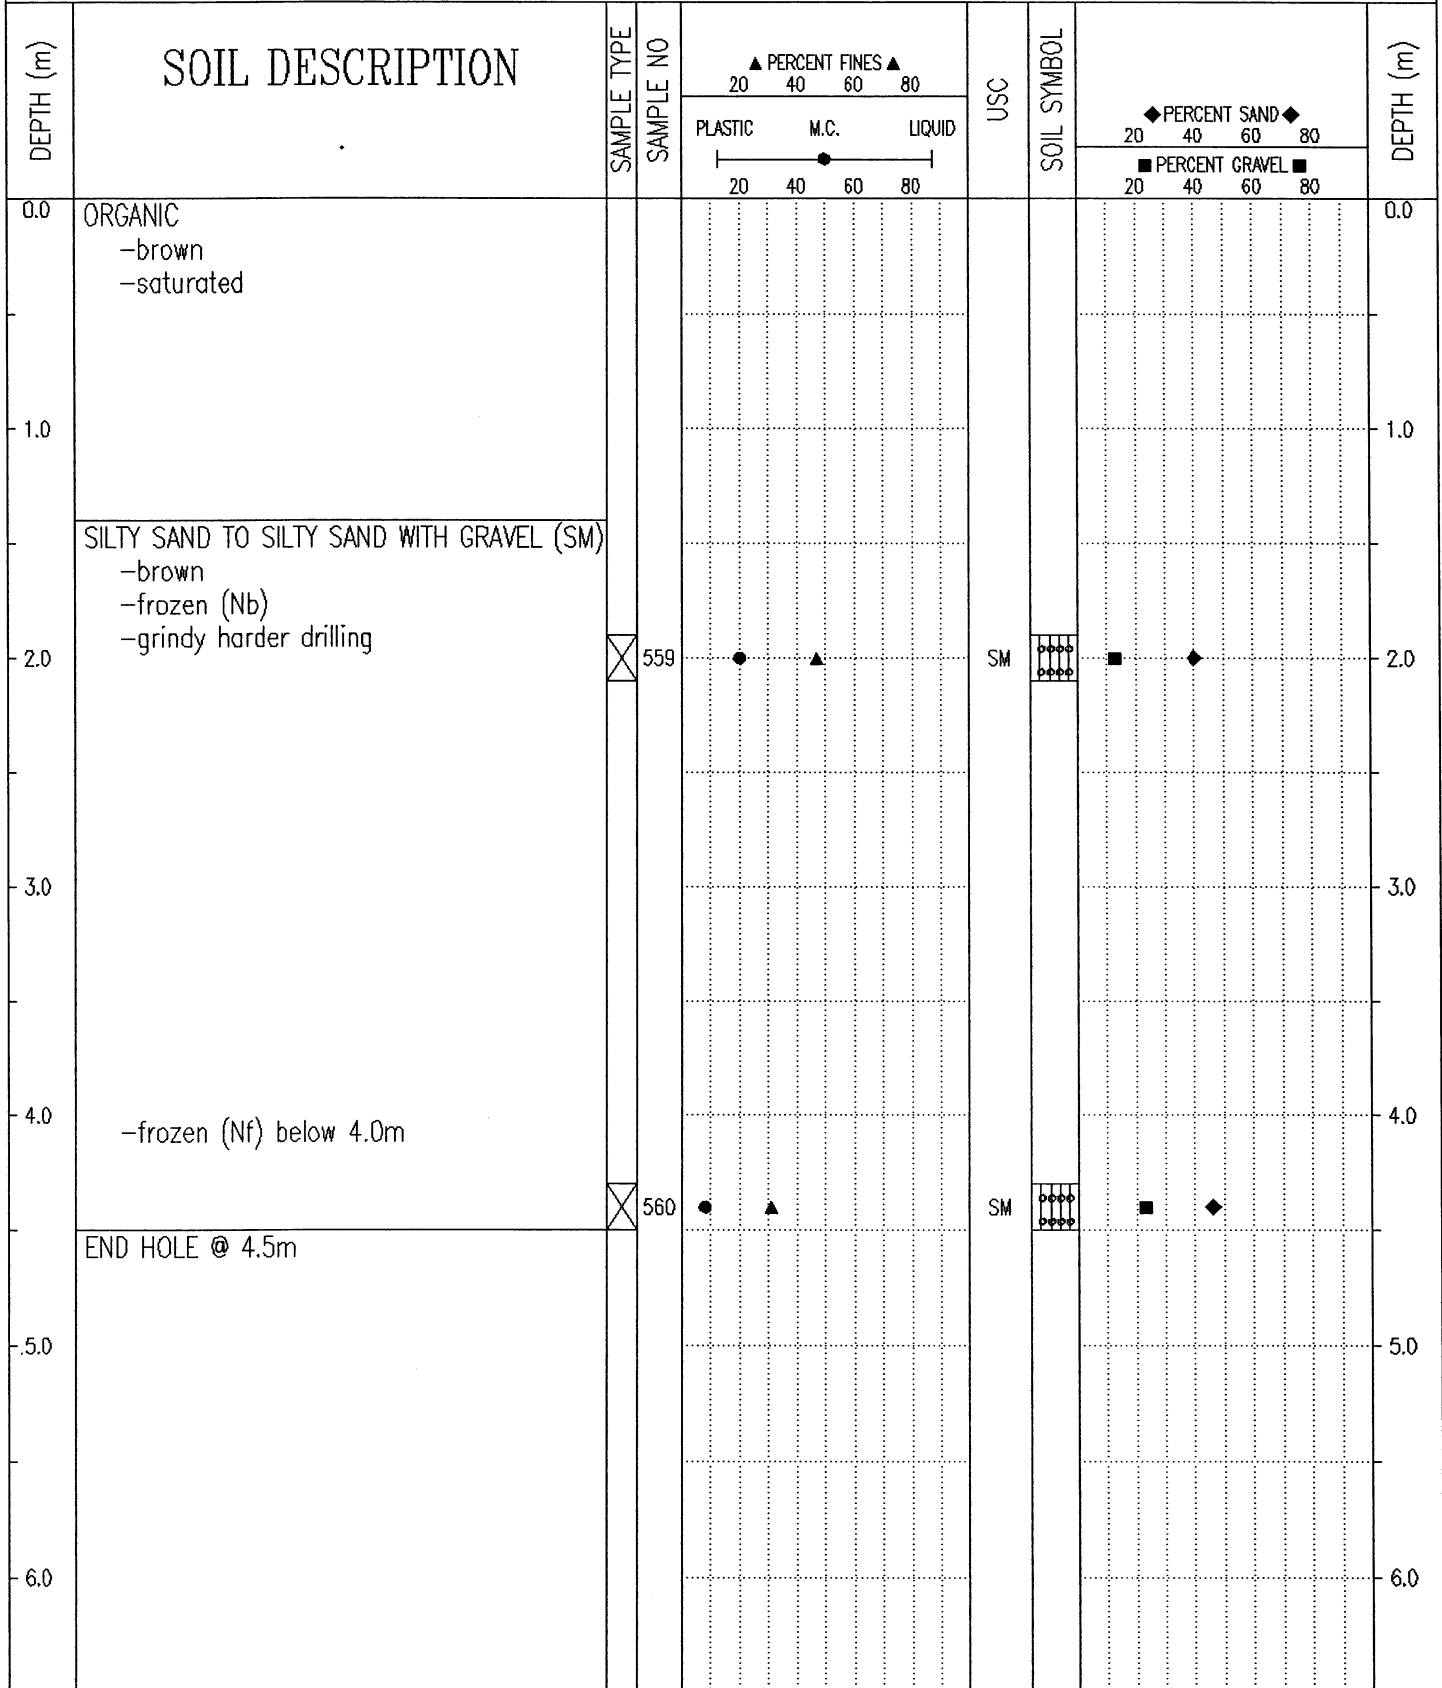 DEPTH (m)
SOIL DESCRIPTION
SAMPLE TYPE
SAMPLE NO
▲ PERCENT FINES ▲
20 40 60 80
PLASTIC M.C. LIQUID
20 40 60 80
USC
SOIL SYMBOL
◆PERCENT SAND◆
20 40 60 80
■ PERCENT GRAVEL ■
20 40 60 80
DEPTH (m)
0.0 ORGANIC 0.0
-brown
-saturated
1.0 1.0
SILTY SAND TO SILTY SAND WITH GRAVEL (SM)
-brown
-frozen (Nb)
-grindy harder drilling
2.0 559 SM 2.0
3.0 3.0
4.0 4.0
-frozen (Nf) below 4.0m
560 SM
END HOLE @ 4.5m
5.0 5.0
6.0 6.0